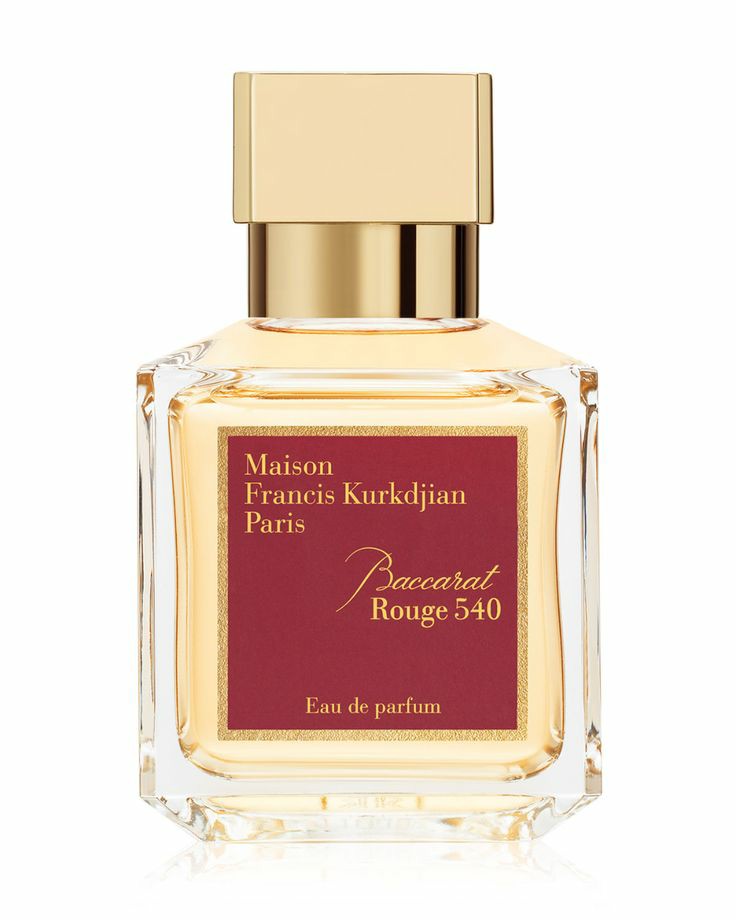 Maison
Francis Kurkdjian
Paris
Baccarat
Rouge 540
Eau de parfum